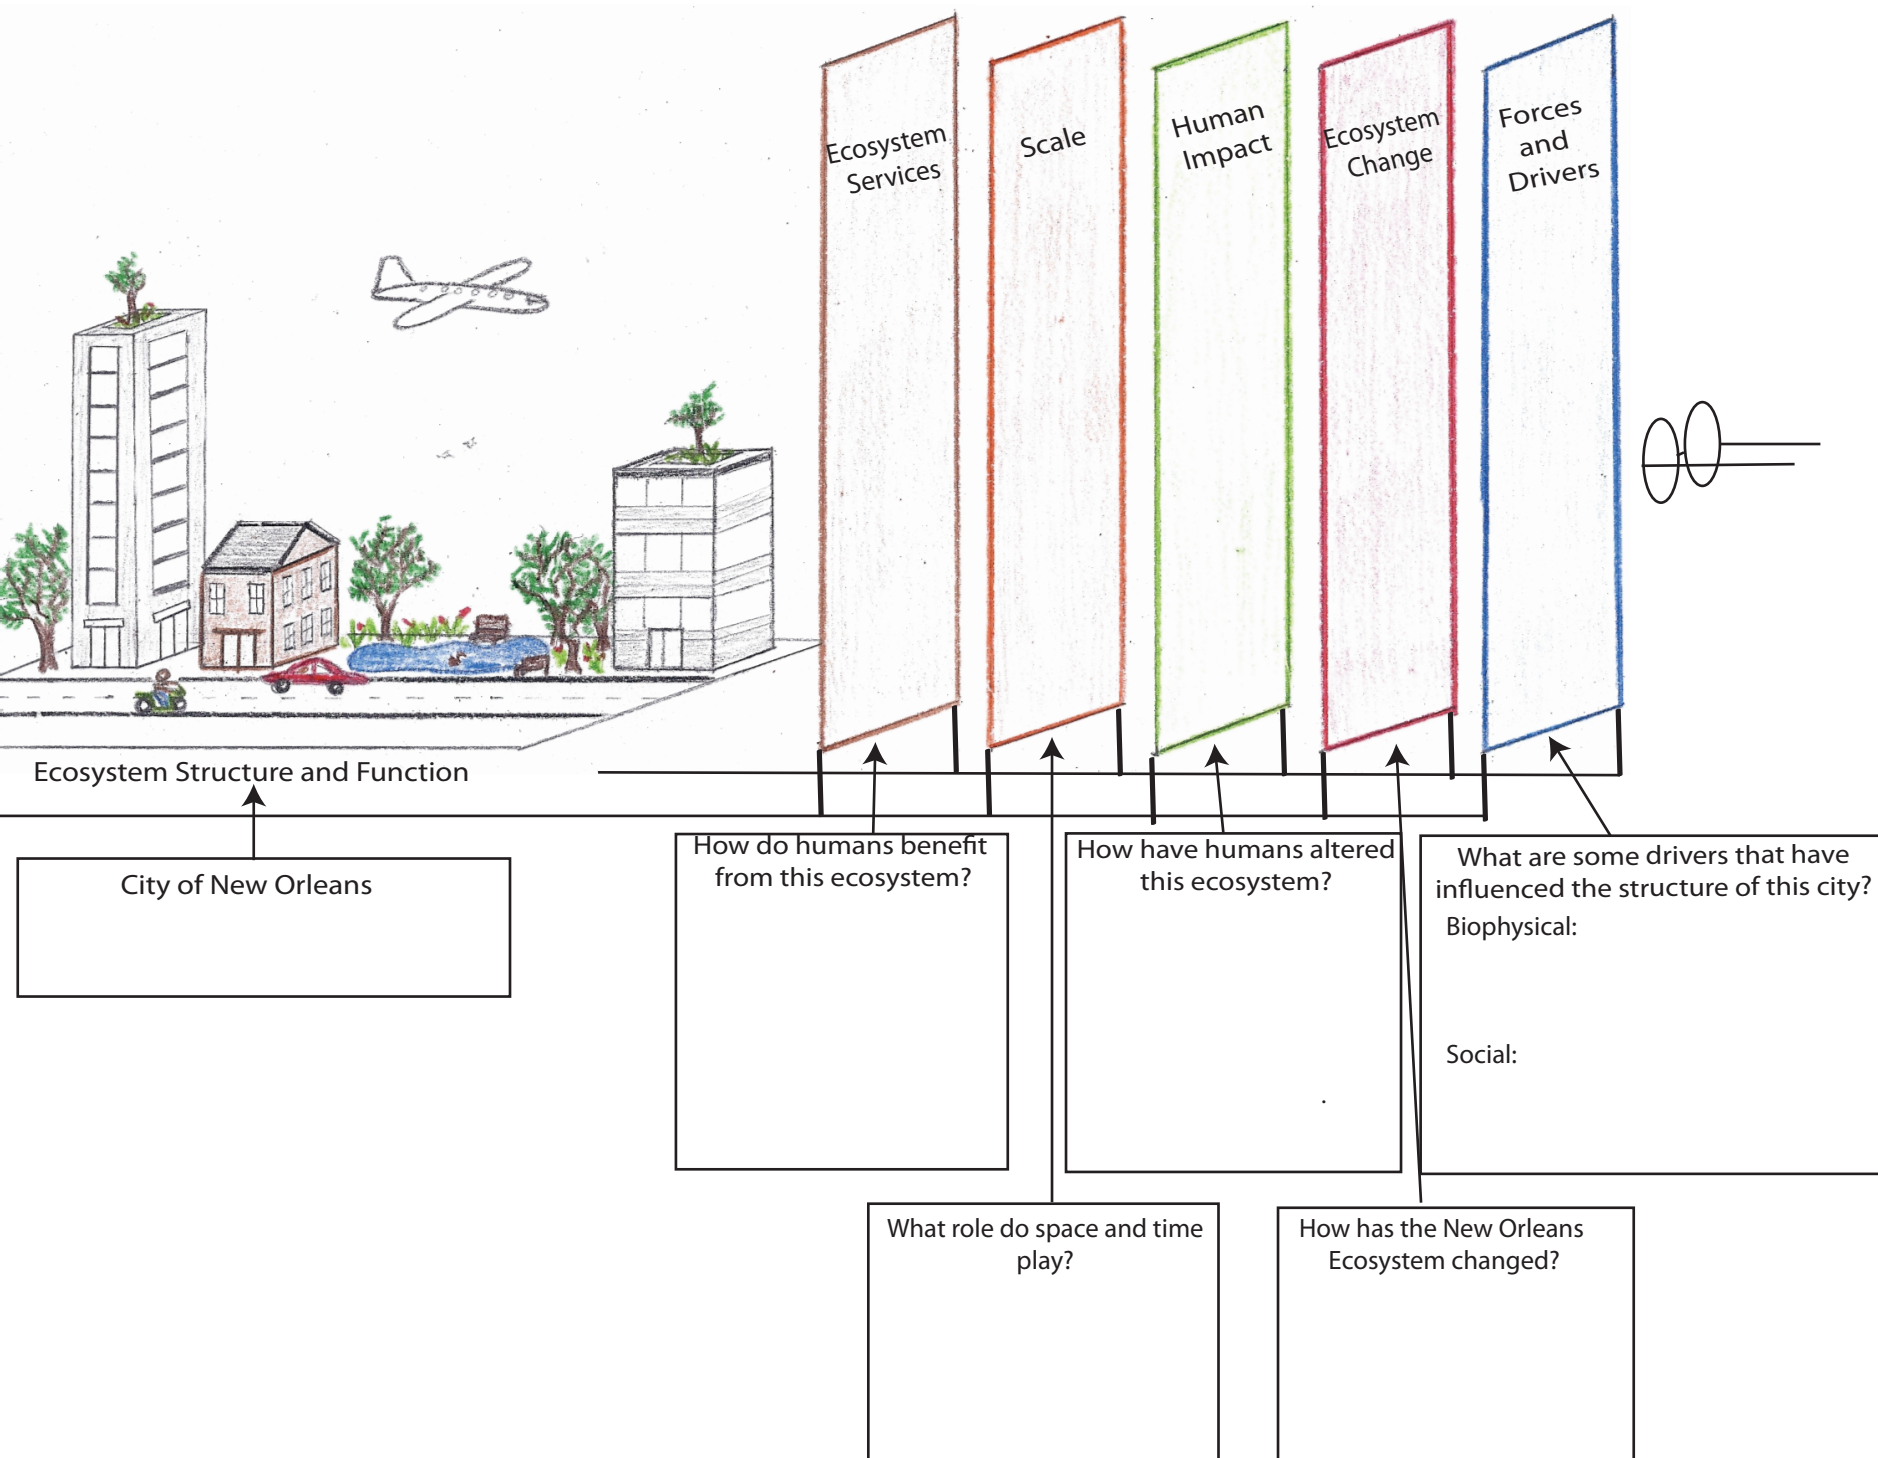 Ecosystem
Services
Scale
Human
Impact
Ecosystem
Change
Forces
and
Drivers
Ecosystem Structure and Function
City of New Orleans
How do humans benefit
from this ecosystem?
How have humans altered
this ecosystem?
What are some drivers that have
influenced the structure of this city?
Biophysical:
Social:
What role do space and time
play?
How has the New Orleans
Ecosystem changed?